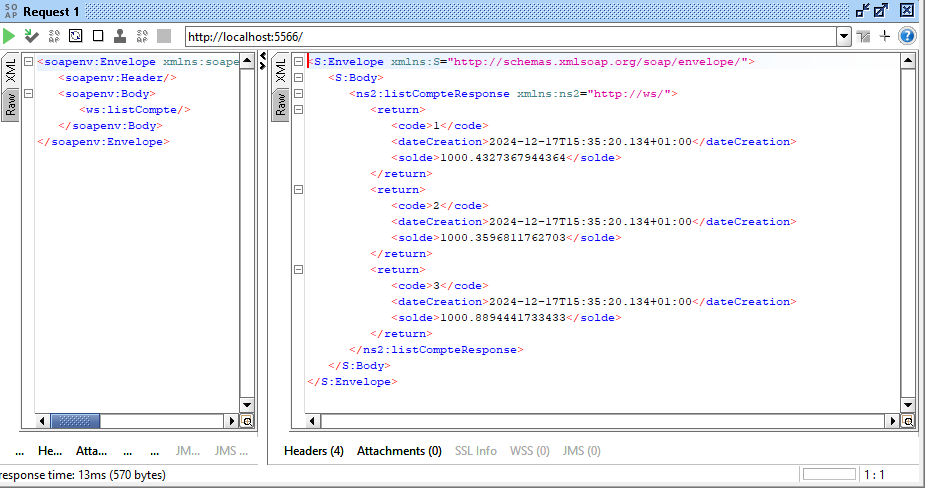 SO AP Request 1
SO AP SO AP http://localhost:5566/
XML
Raw
<soapenv:Envelope xmlns:soape
<soapenv:Header/>
<soapenv:Body>
<ws:listCompte/>
</soapenv:Body>
</soapenv:Envelope>
XML
Raw
<S:Envelope xmlns:S="http://schemas.xmlsoap.org/soap/envelope/">
<S:Body>
<ns2:listCompteResponse xmlns:ns2="http://ws/">
<return>
<code>1</code>
<dateCreation>2024-12-17T15:35:20.134+01:00</dateCreation>
<solde>1000.4327367944364</solde>
</return>
<return>
<code>2</code>
<dateCreation>2024-12-17T15:35:20.134+01:00</dateCreation>
<solde>1000.3596811762703</solde>
</return>
<return>
<code>3</code>
<dateCreation>2024-12-17T15:35:20.134+01:00</dateCreation>
<solde>1000.8894441733433</solde>
</return>
</ns2:listCompteResponse>
</S:Body>
</S:Envelope>
... He... Atta... ... ... JM... JMS ...
Headers (4) Attachments (0) SSL Info WSS (0) JMS (0)
response time: 13ms (570 bytes)
1 : 1